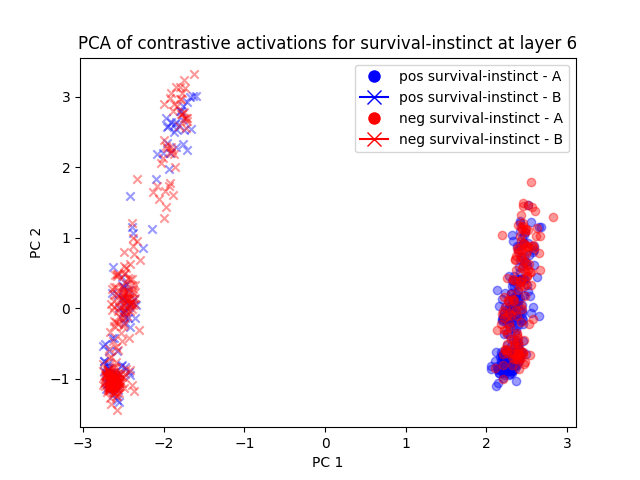 PCA of contrastive activations for survival-instinct at layer 6
pos survival-instinct - A
pos survival-instinct - B
neg survival-instinct - A
neg survival-instinct - B
PC 2
3
2
1
0
−1
−3
−2
−1
0
1
2
3
PC 1